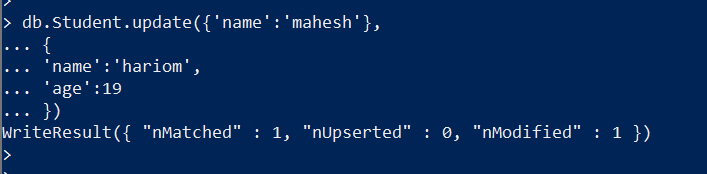 >
> db.Student.update({'name':'mahesh'},
... {
... 'name':'hariom',
... 'age':19
... })
WriteResult({ "nMatched" : 1, "nUpserted" : 0, "nModified" : 1 })
>